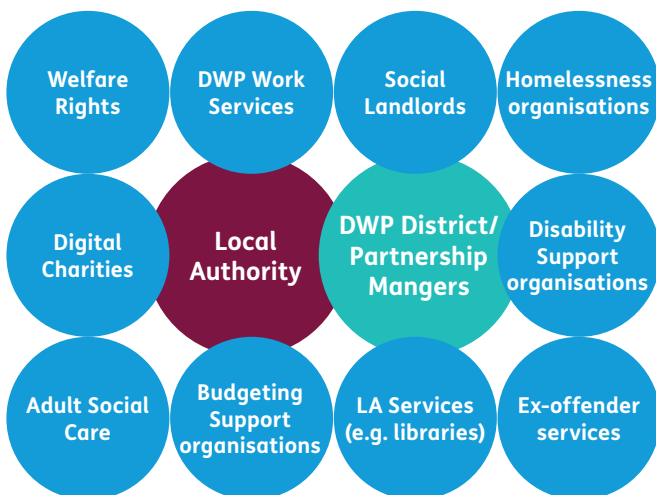 Welfare
Rights
DWP Work
Services
Social
Landlords
Homelessness
organisations
Digital
Charities
Local
Authority
DWP District/
Partnership
Mangers
Disability
Support
organisations
Adult Social
Care
Budgeting
Support
organisations
LA Services
(e.g. libraries)
Ex-offender
services